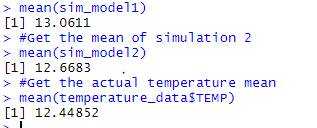 > mean(sim_model1)
[1] 13.0611
> #Get the mean of simulation 2
> mean(sim_model2)
[1] 12.6683
> #Get the actual temperature mean
> mean(temperature_data$TEMP)
[1] 12.44852
>